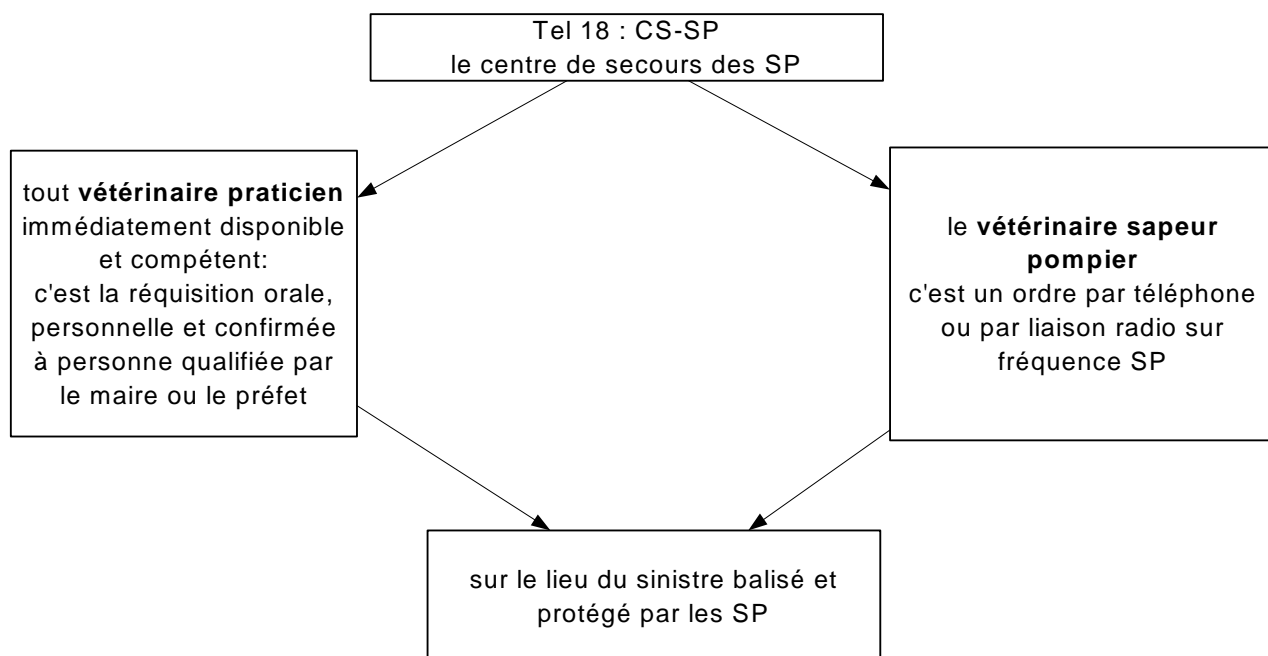 Tel 18 : CS-SP
le centre de secours des SP
tout vétérinaire praticien
immédiatement disponible
et compétent:
c'est la réquisition orale,
personnelle et confirmée
à personne qualifiée par
le maire ou le préfet
le vétérinaire sapeur
pompier
c'est un ordre par téléphone
ou par liaison radio sur
fréquence SP
sur le lieu du sinistre balisé et
protégé par les SP